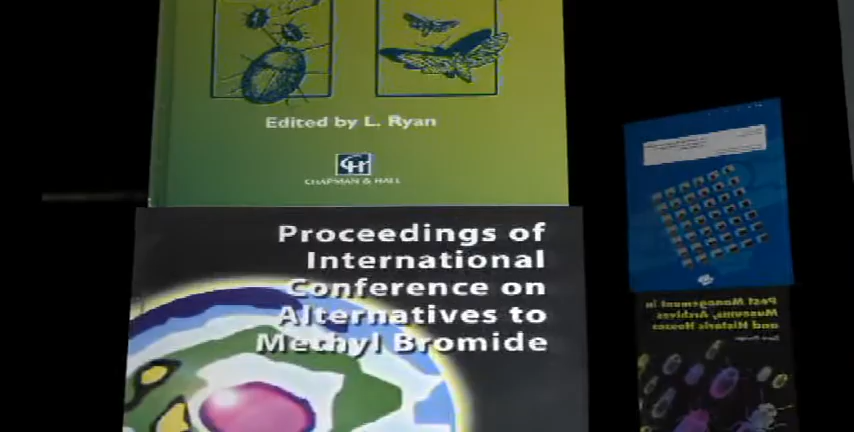 Edited by L. Ryan
CHAPMAN & HALL
Proceedings of
International
Conference on
Alternatives to
Methyl Bromide
Pest Management in
Museums, Archives
and Historic Houses